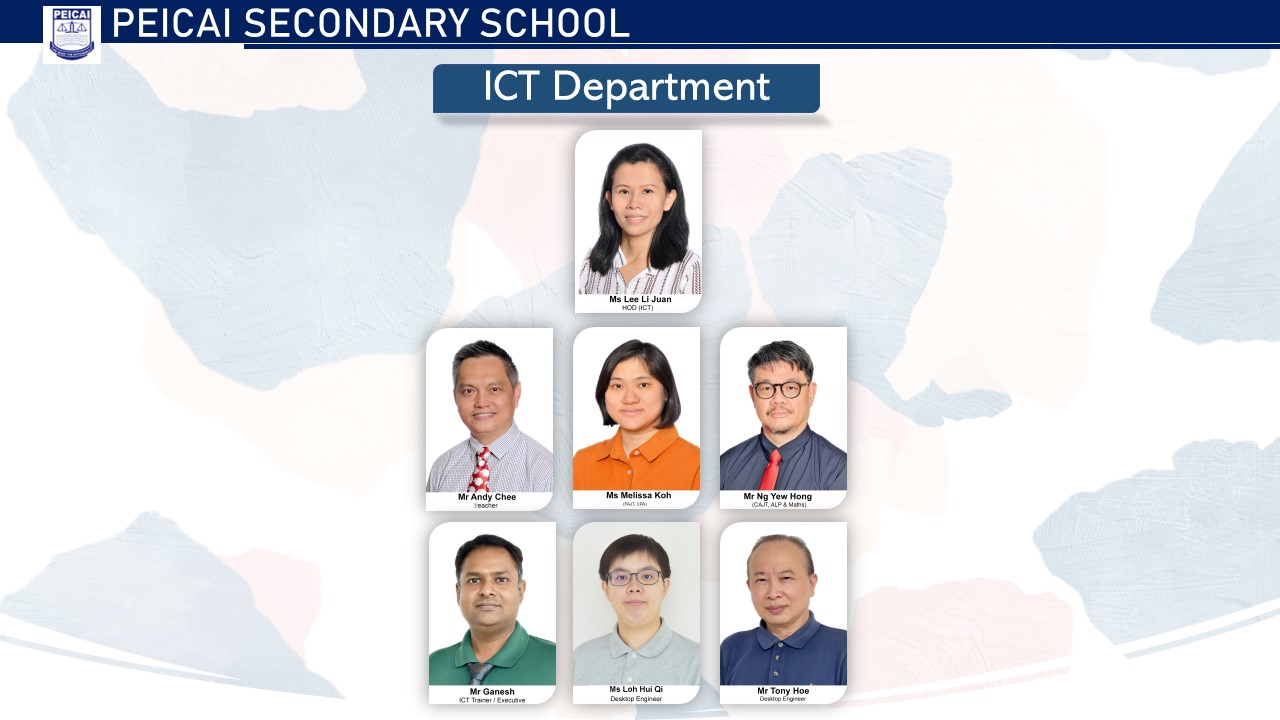 PEICAI
PEICAI SECONDARY SCHOOL
ICT Department
Ms Lee Li Juan
HOD (ICT)
Mr Andy Chee
Teacher
Ms Melissa Koh
Mr Ng Yew Hong
(CAJT, ALP & Maths)
Mr Ganesh
ICT Trainer / Executive
Ms Loh Hui Qi
Desktop Engineer
Mr Tony Hoe
Desktop Engineer